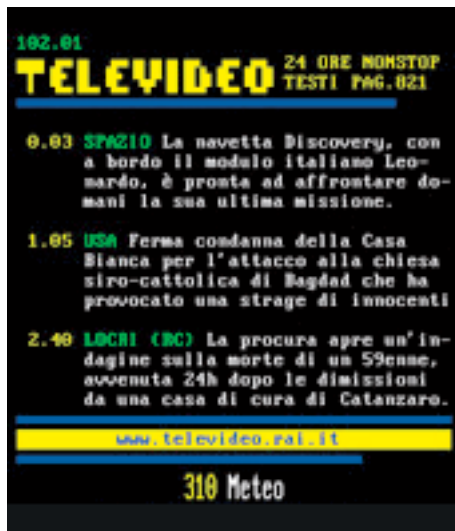 102.01
TELEVIDEO 24 ORE NONSTOP
TESTI PAG.021
0.03 SPAZIO La navetta Discovery, con
a bordo il modulo italiano Leo-
nardo, è pronta ad affrontare do-
mani la sua ultima missione.
1.05 USA Ferma condanna della Casa
Bianca per l'attacco alla chiesa
siro-cattolica di Bagdad che ha
provocato una strage di innocenti
2.40 LOCRI (RC) La procura apre un'in-
dagine sulla morte di un 59enne,
avvenuta 24h dopo le dimissioni
da una casa di cura di Catanzaro.
www.televideo.rai.it
310 Meteo